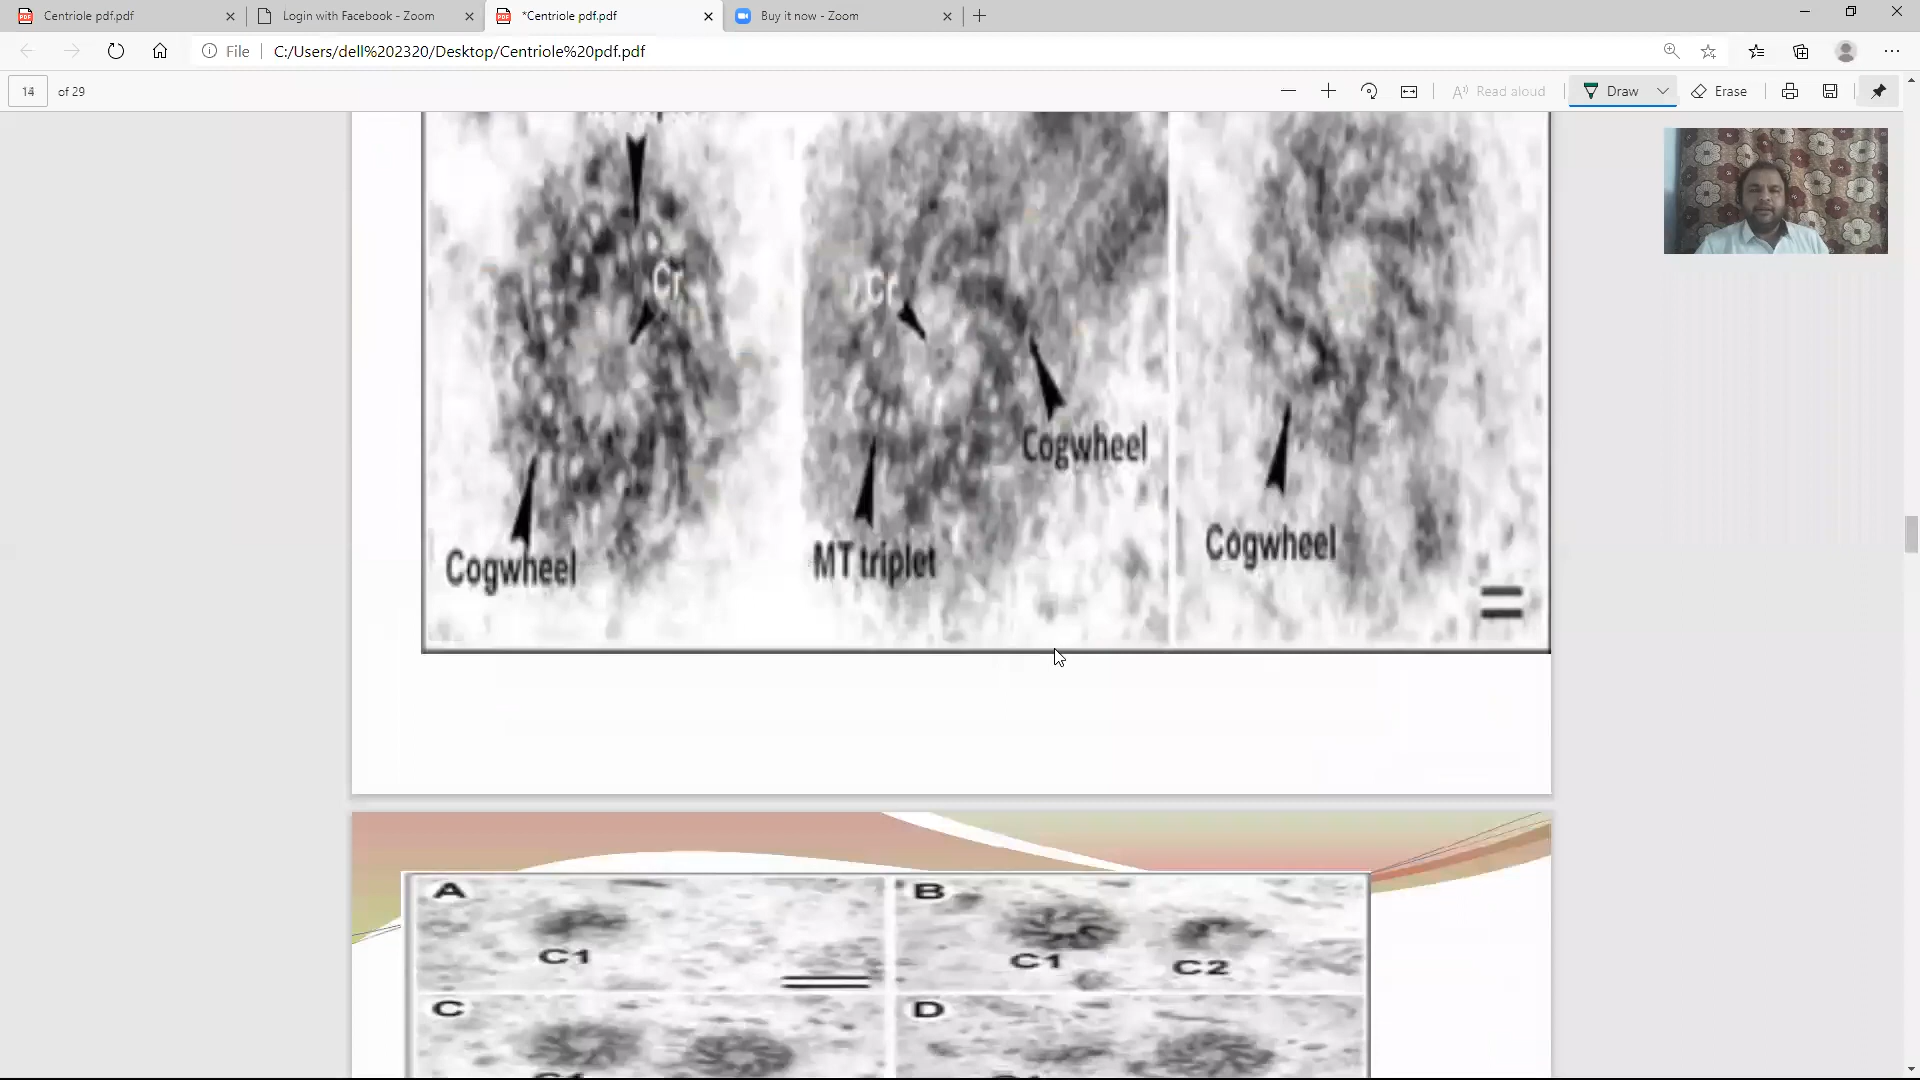 Centriole pdf.pdf
Login with Facebook - Zoom
*Centriole pdf.pdf
Buy it now - Zoom
File
C:/Users/dell%202320/Desktop/Centriole%20pdf.pdf
14 of 29
Read aloud
Draw
Erase
Cr
Cr
Cogwheel
Cogwheel
MT triplet
Cogwheel
A
B
C1
C1
C2
C
D